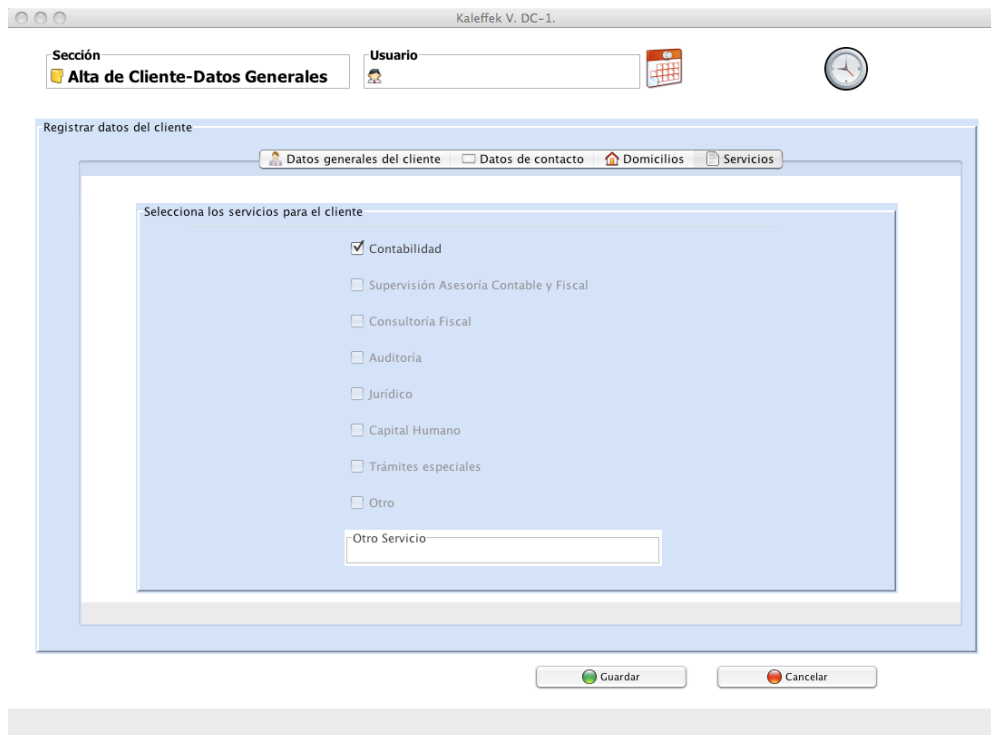 Kaleffek V. DC-1.
Sección
Usuario
Alta de Cliente-Datos Generales
Registrar datos del cliente
Datos generales del cliente
Datos de contacto
Domicilios
Servicios
Selecciona los servicios para el cliente
Contabilidad
Supervisión Asesoría Contable y Fiscal
Consultoría Fiscal
Auditoría
Jurídico
Capital Humano
Trámites especiales
Otro
Otro Servicio
Guardar
Cancelar